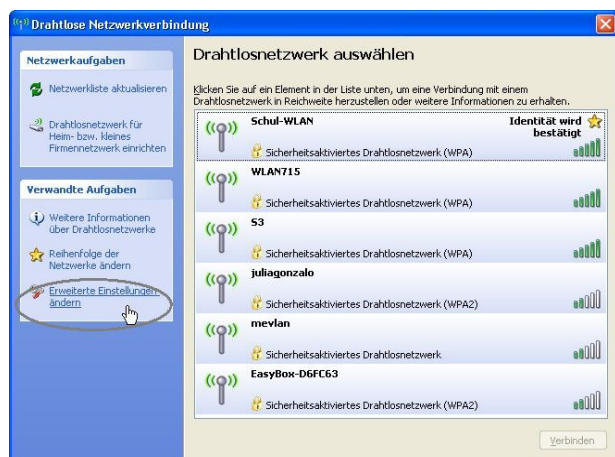 Drahtlose Netzwerkverbindung
Netzwerkaufgaben
Netzwerkliste aktualisieren
Drahtlosnetzwerk für
Heim- bzw. kleines
Firmennetzwerk einrichten
Verwandte Aufgaben
Weitere Informationen
über Drahtlosnetzwerke
Reihenfolge der
Netzwerke ändern
Erweiterte Einstellungen
ändern
Drahtlosnetzwerk auswählen
Klicken Sie auf ein Element in der Liste unten, um eine Verbindung mit einem
Drahtlosnetzwerk in Reichweite herzustellen oder weitere Informationen zu erhalten.
Schul-WLAN Identität wird
bestätigt
Sicherheitsaktiviertes Drahtlosnetzwerk (WPA)
WLAN715
Sicherheitsaktiviertes Drahtlosnetzwerk (WPA)
S3
Sicherheitsaktiviertes Drahtlosnetzwerk (WPA)
juliagonzalo
Sicherheitsaktiviertes Drahtlosnetzwerk (WPA2)
mevlan
Sicherheitsaktiviertes Drahtlosnetzwerk
EasyBox-D6FC63
Sicherheitsaktiviertes Drahtlosnetzwerk (WPA2)
Verbinden